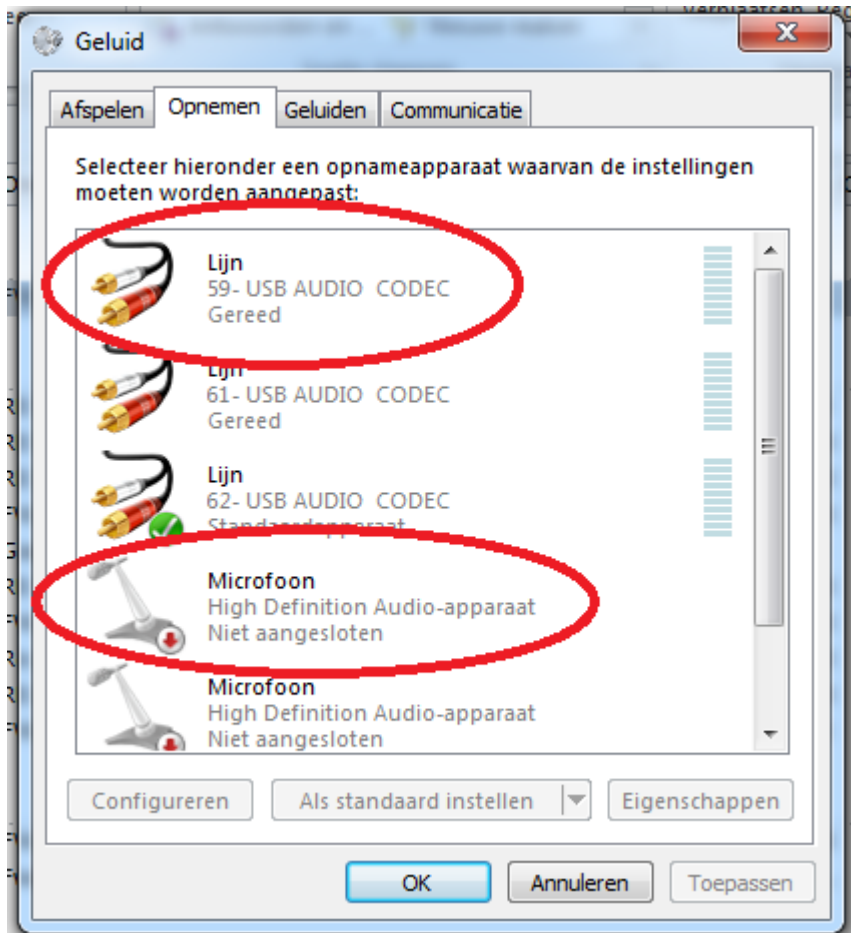 Verplaatsen
Geluid
Afspelen Opnemen Geluiden Communicatie
Selecteer hieronder een opnameapparaat waarvan de instellingen
moeten worden aangepast:
Lijn
59- USB AUDIO CODEC
Gereed
Lijn
61- USB AUDIO CODEC
Gereed
Lijn
62- USB AUDIO CODEC
Standaardapparaat
Microfoon
High Definition Audio-apparaat
Niet aangesloten
Microfoon
High Definition Audio-apparaat
Niet aangesloten
Configureren Als standaard instellen Eigenschappen
OK Annuleren Toepassen